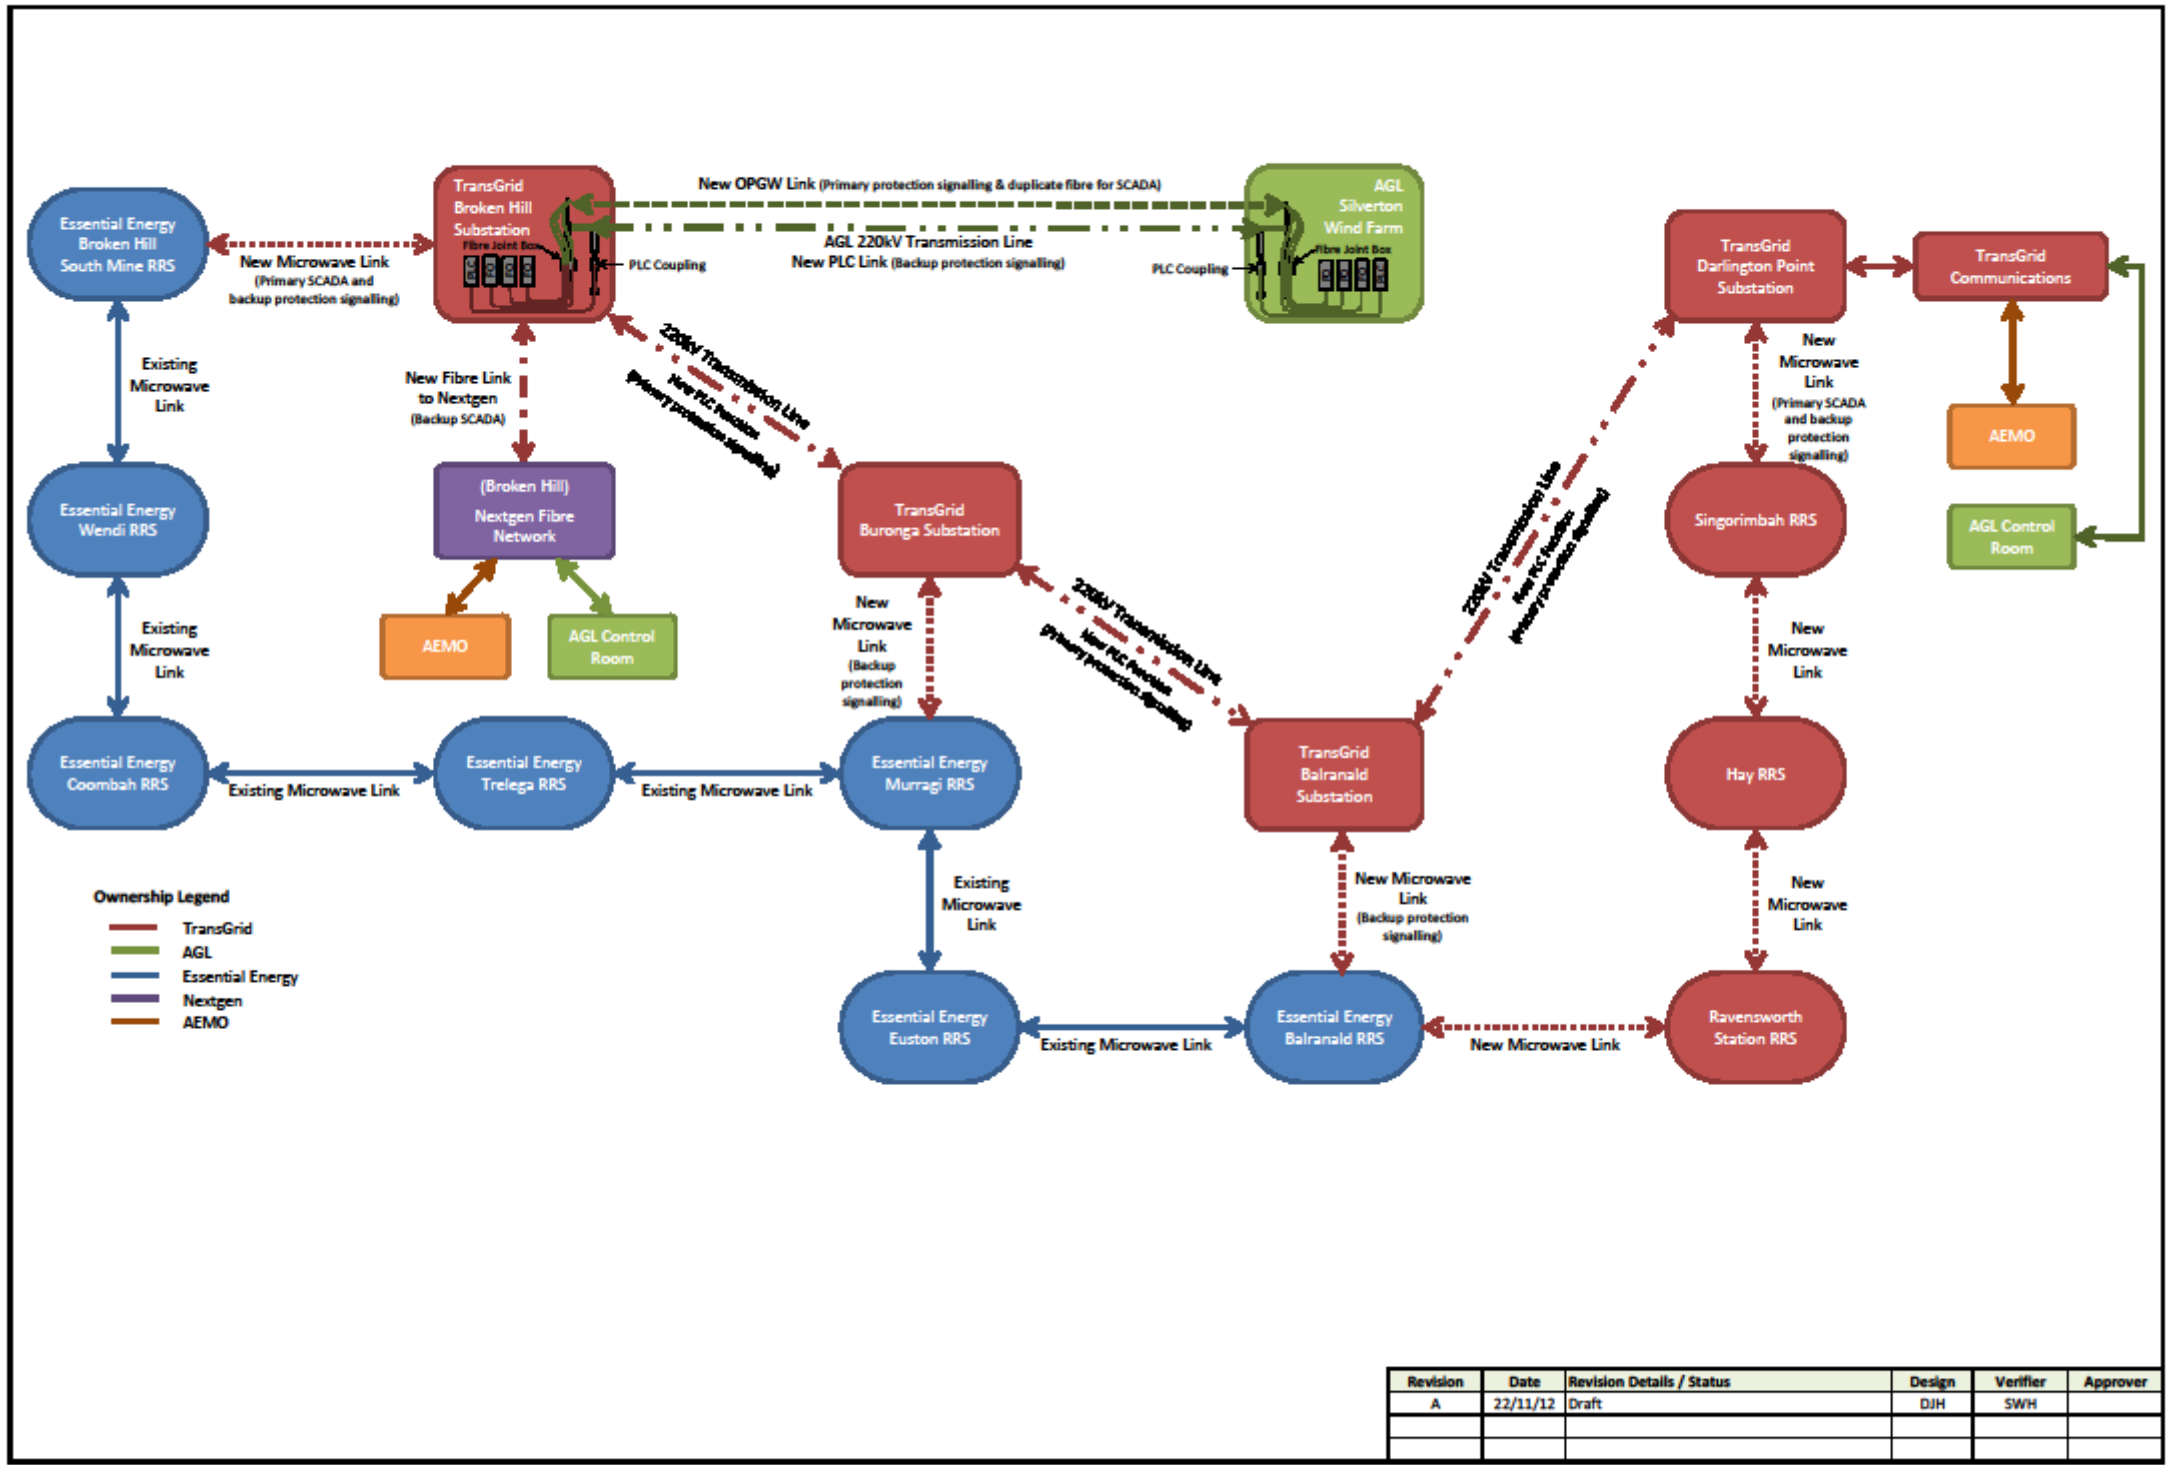 TransGrid
Broken Hill
Substation
Fibre Joint Box
PLC
FO
FO
FO
PLC Coupling
New OPGW Link (Primary protection signalling & duplicate fibre for SCADA)
AGL 220kV Transmission Line
New PLC Link (Backup protection signalling)
AGL
Silverton
Wind Farm
Fibre Joint Box
PLC Coupling
FO
FO
FO
PLC
Essential Energy
Broken Hill
South Mine RRS
New Microwave Link
(Primary SCADA and
backup protection signalling)
TransGrid
Darlington Point
Substation
TransGrid
Communications
Existing
Microwave
Link
New Fibre Link
to Nextgen
(Backup SCADA)
220kV Transmission Line
New PLC Function
(Primary protection signalling)
New
Microwave
Link
(Primary SCADA
and backup
protection
signalling)
AEMO
Essential Energy
Wendi RRS
(Broken Hill)
Nextgen Fibre
Network
TransGrid
Buronga Substation
220kV Transmission Line
New PLC Function
(Primary protection signalling)
Singorimbah RRS
AGL Control
Room
Existing
Microwave
Link
AEMO
AGL Control
Room
New
Microwave
Link
(Backup
protection
signalling)
220kV Transmission Line
New PLC Function
(Primary protection signalling)
New
Microwave
Link
Essential Energy
Coombah RRS
Existing Microwave Link
Essential Energy
Trelega RRS
Existing Microwave Link
Essential Energy
Murragi RRS
TransGrid
Balranald
Substation
Hay RRS
Existing
Microwave
Link
New Microwave
Link
(Backup protection
signalling)
New
Microwave
Link
Ownership Legend
TransGrid
AGL
Essential Energy
Nextgen
AEMO
Essential Energy
Euston RRS
Existing Microwave Link
Essential Energy
Balranald RRS
New Microwave Link
Ravensworth
Station RRS
Revision Date Revision Details / Status Design Verifier Approver
A 22/11/12 Draft DJH SWH